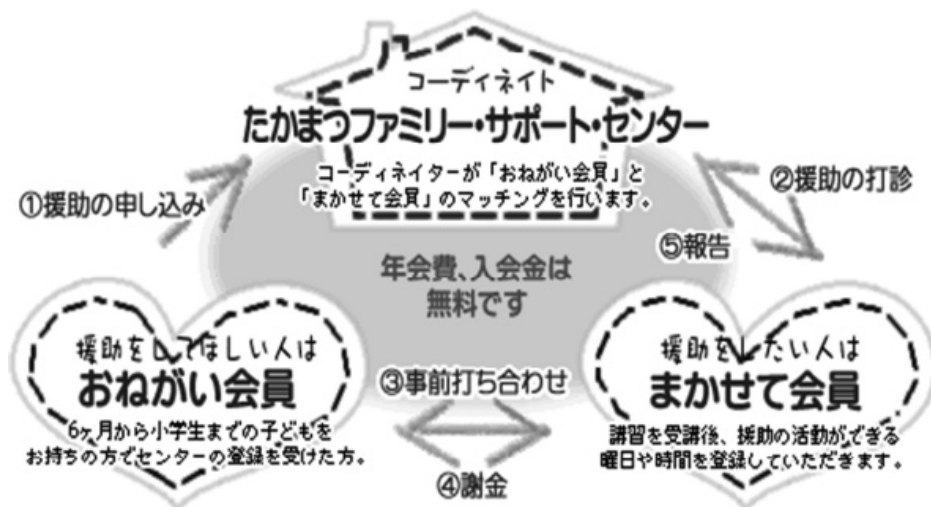 コーディネイト
たかまつファミリー・サポート・センター
コーディネイターが「おねがい会員」と
「まかせて会員」のマッチングを行います。
①援助の申し込み
②援助の打診
⑤報告
年会費、入会金は
無料です
援助をしてほしい人は
おねがい会員
6ヶ月から小学生までの子どもを
お持ちの方でセンターの登録を受けた方。
③事前打ち合わせ
④謝金
援助をしたい人は
まかせて会員
講習を受講後、援助の活動ができる
曜日や時間を登録していただきます。